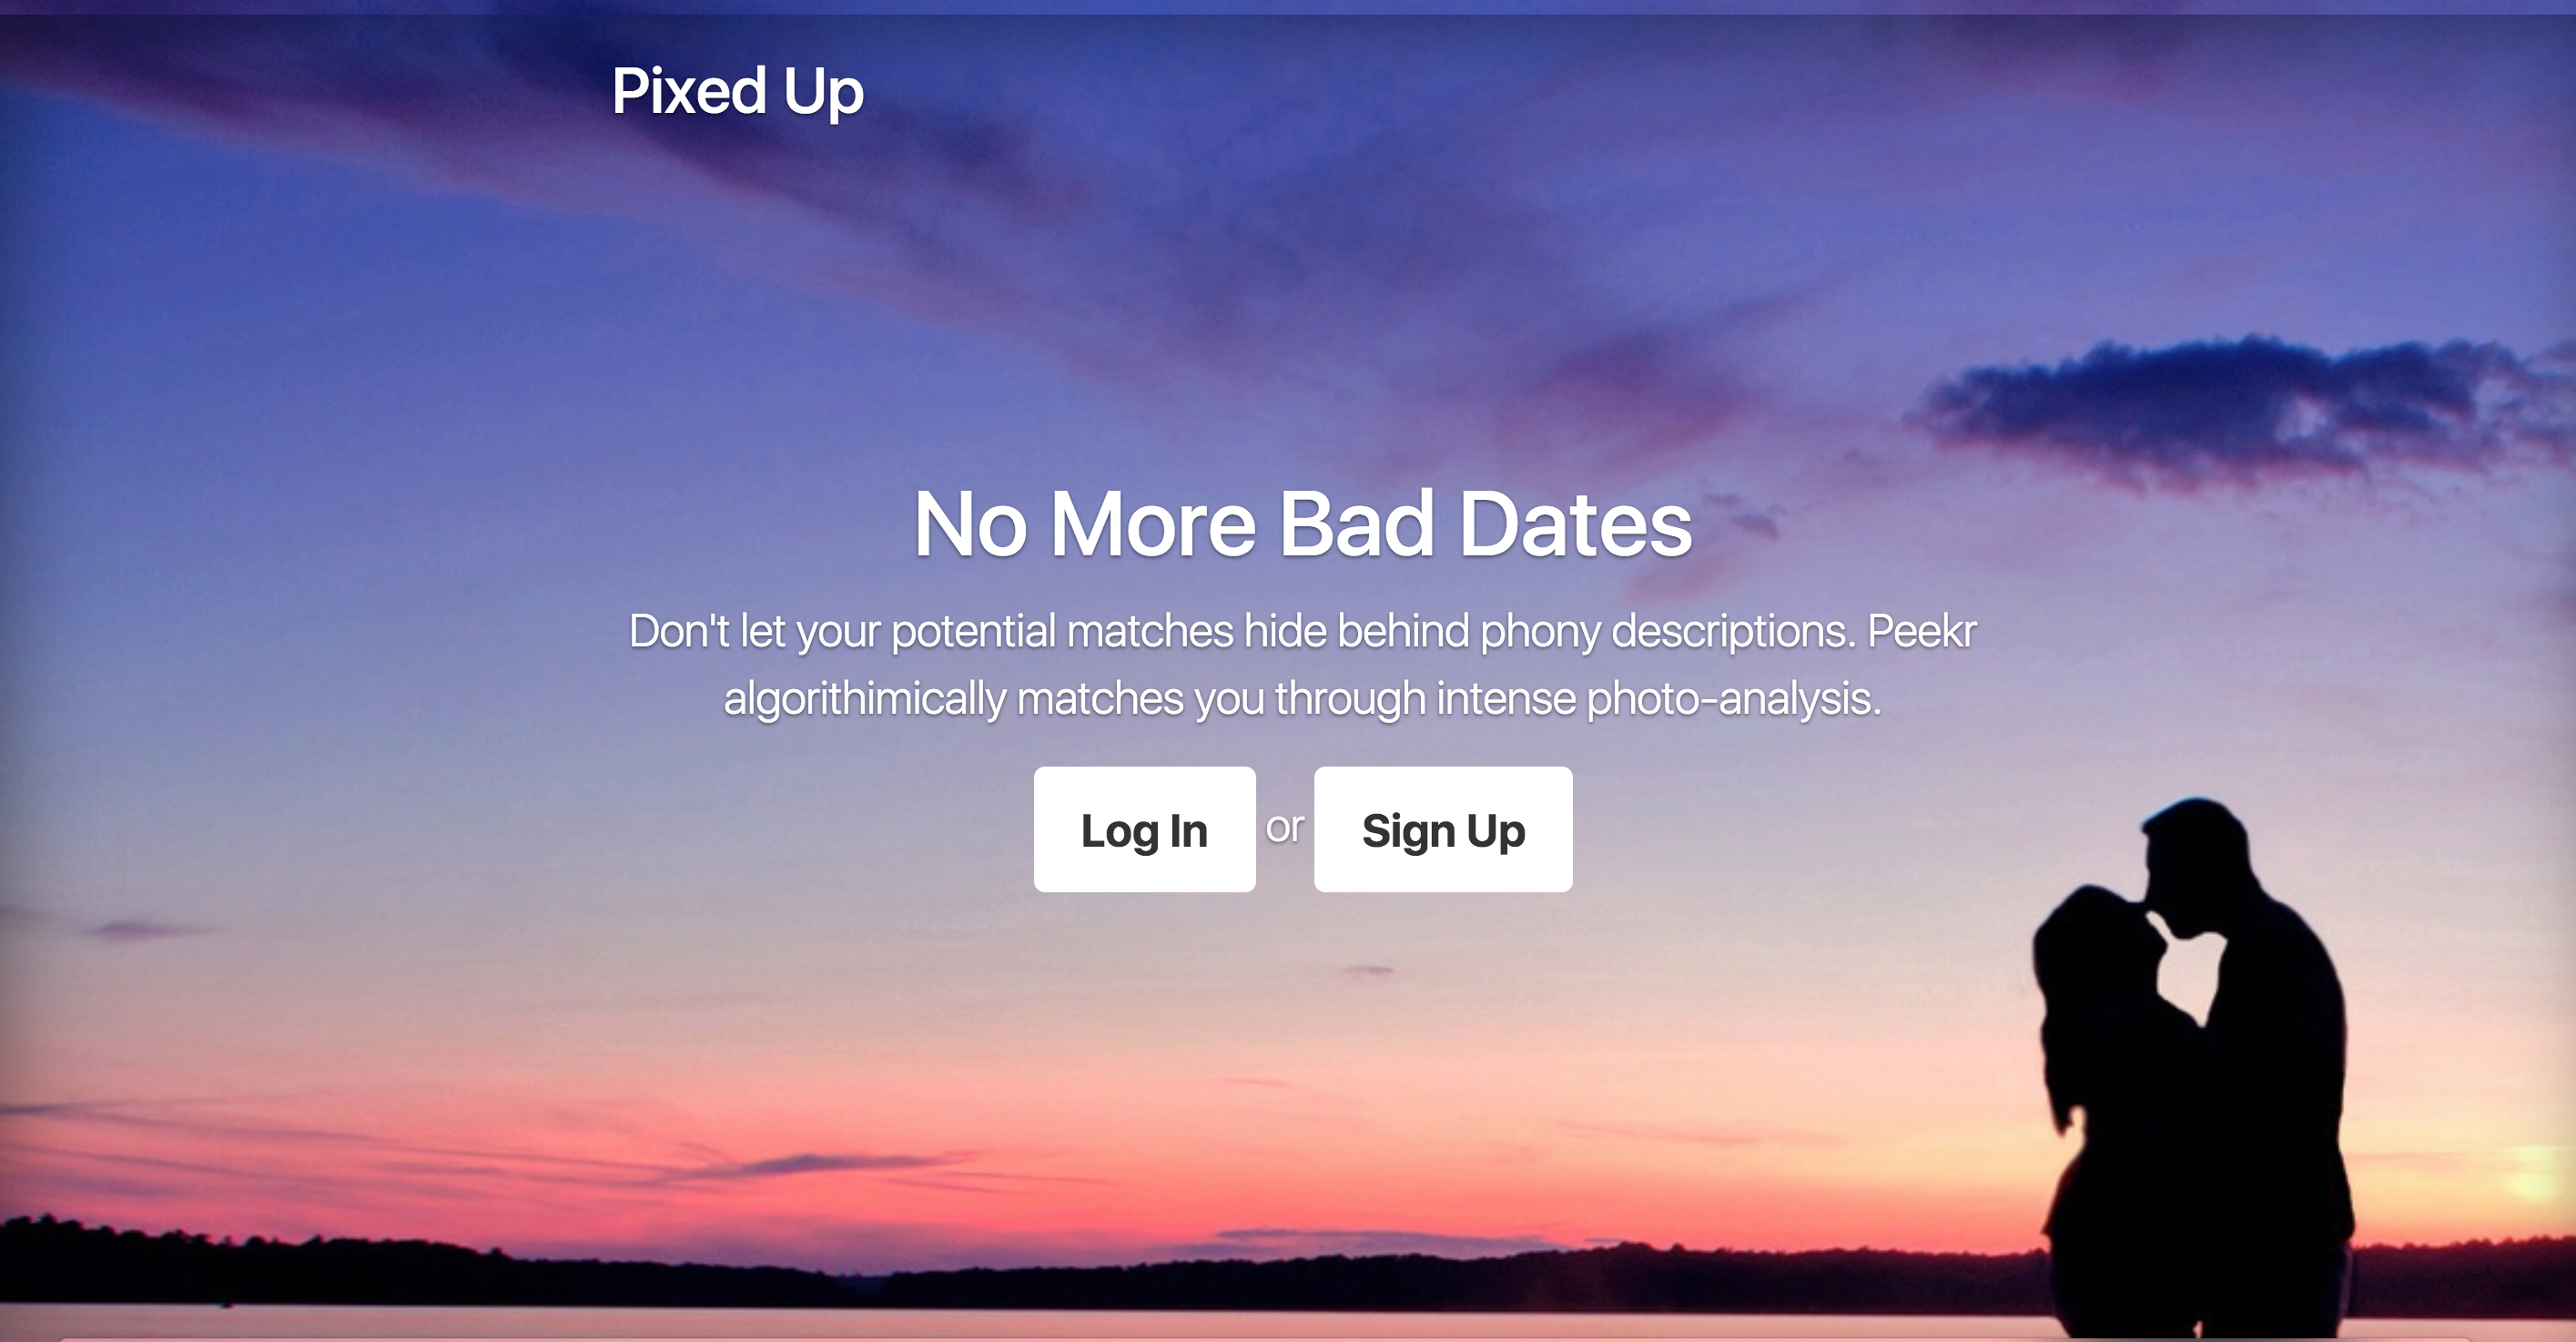 Pixed Up
No More Bad Dates
Don't let your potential matches hide behind phony descriptions. Peekr
algorithimically matches you through intense photo-analysis.
Log In or Sign Up